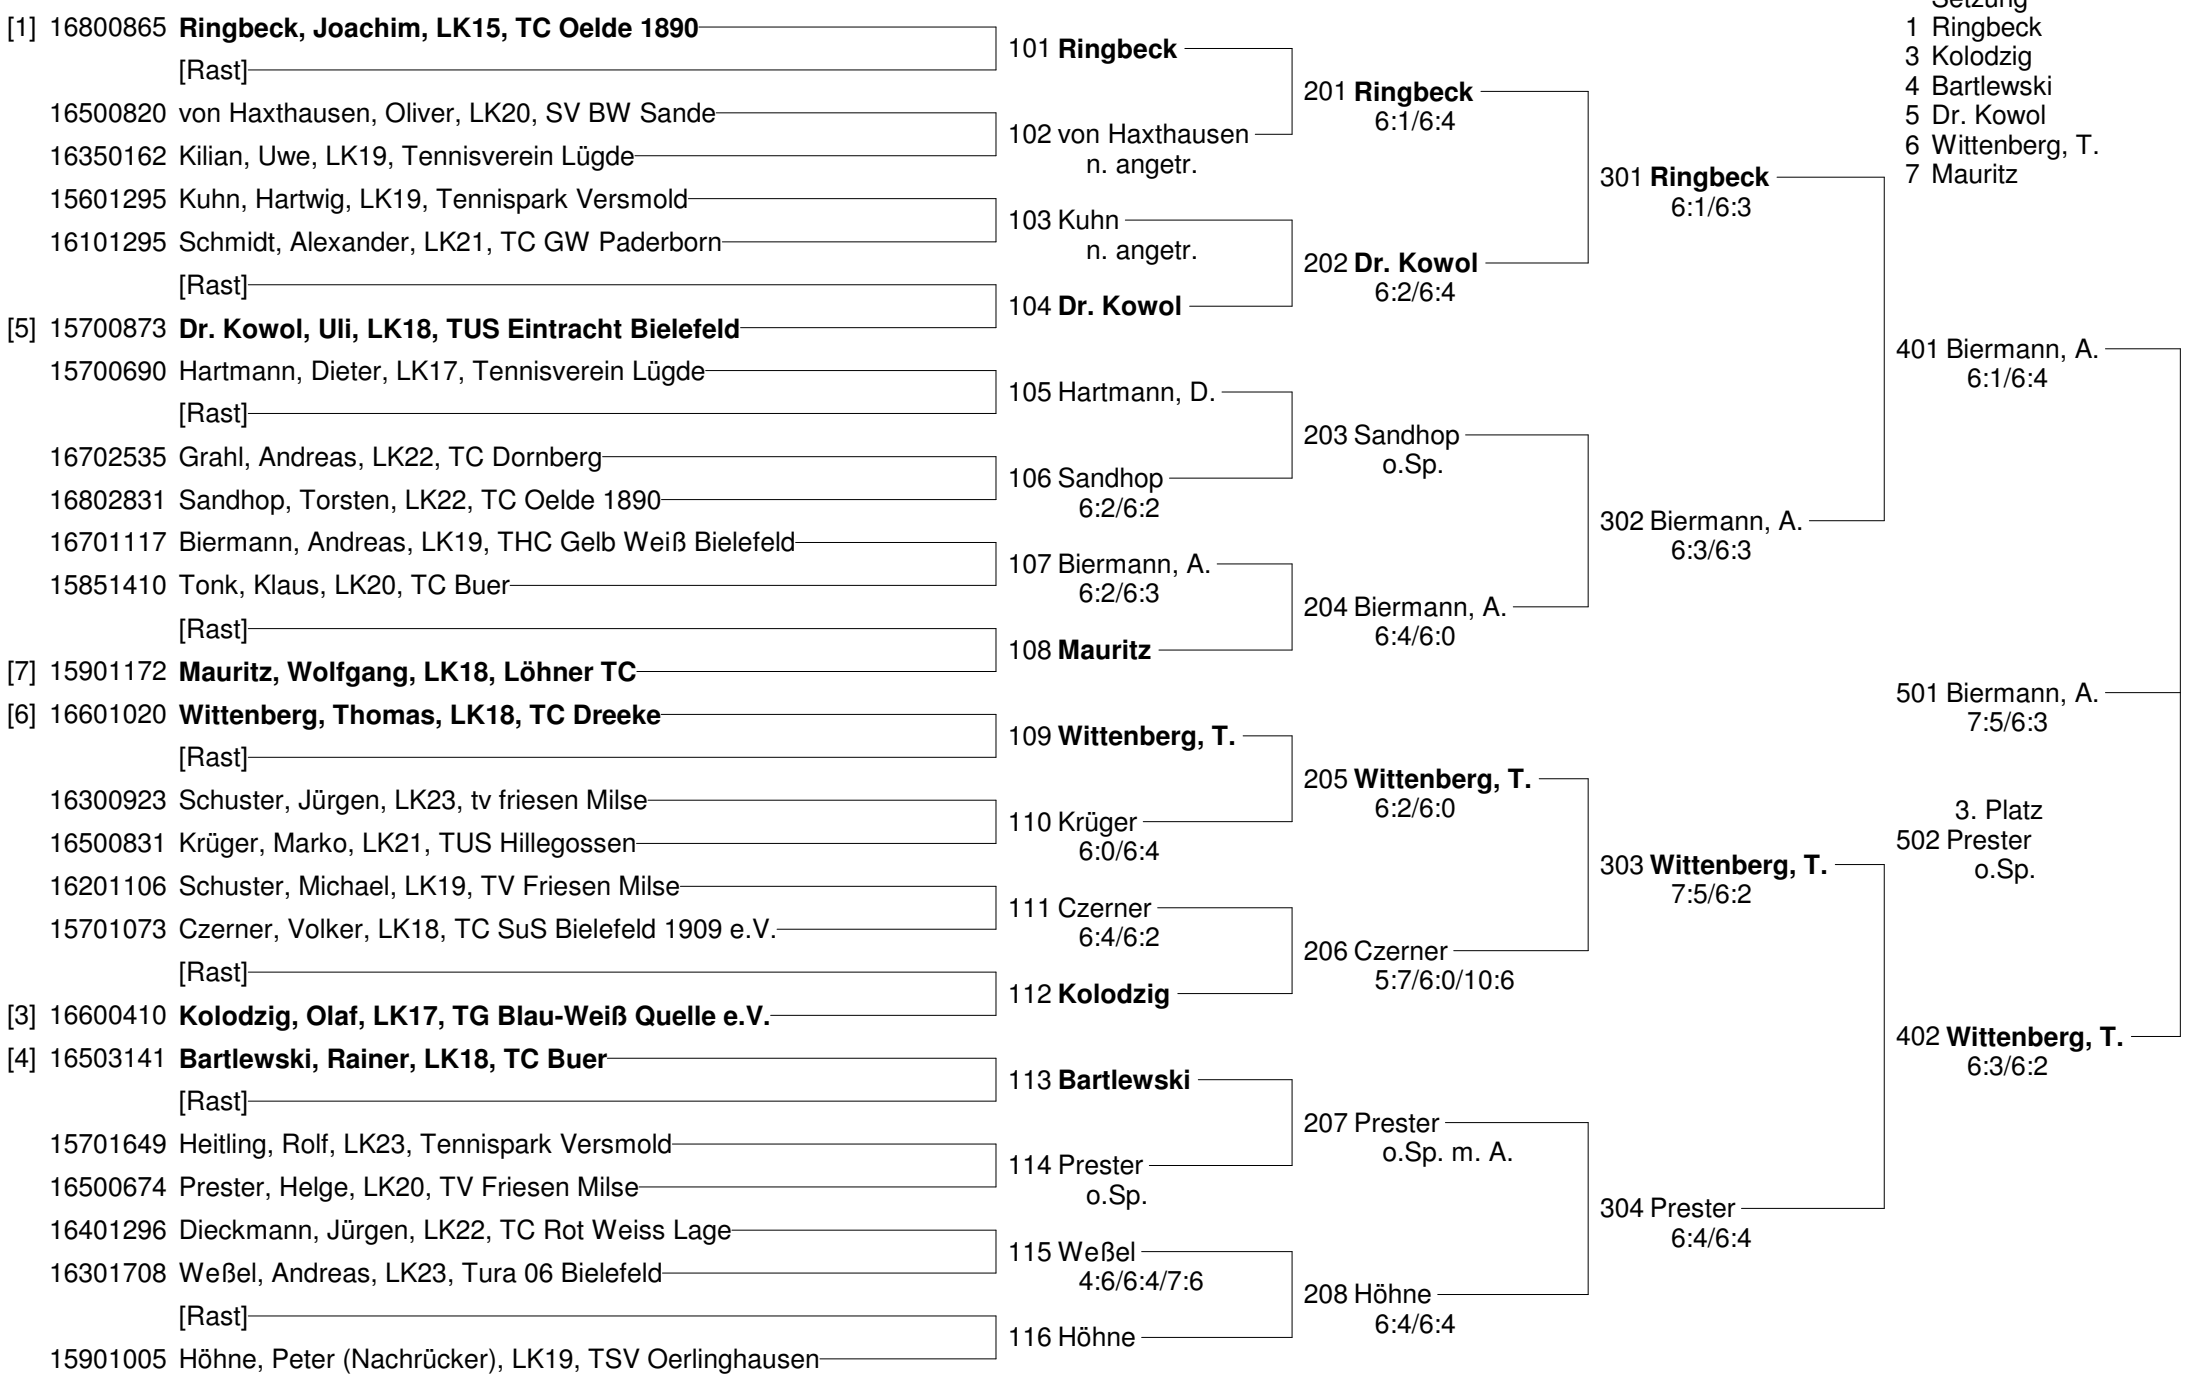 [1] 16800865 Ringbeck, Joachim, LK15, TC Oelde 1890
[Rast]
16500820 von Haxthausen, Oliver, LK20, SV BW Sande
16350162 Kilian, Uwe, LK19, Tennisverein Lügde
15601295 Kuhn, Hartwig, LK19, Tennispark Versmold
16101295 Schmidt, Alexander, LK21, TC GW Paderborn
[Rast]
[5] 15700873 Dr. Kowol, Uli, LK18, TUS Eintracht Bielefeld
15700690 Hartmann, Dieter, LK17, Tennisverein Lügde
[Rast]
16702535 Grahl, Andreas, LK22, TC Dornberg
16802831 Sandhop, Torsten, LK22, TC Oelde 1890
16701117 Biermann, Andreas, LK19, THC Gelb Weiß Bielefeld
15851410 Tonk, Klaus, LK20, TC Buer
[Rast]
[7] 15901172 Mauritz, Wolfgang, LK18, Löhner TC
[6] 16601020 Wittenberg, Thomas, LK18, TC Dreeke
[Rast]
16300923 Schuster, Jürgen, LK23, tv friesen Milse
16500831 Krüger, Marko, LK21, TUS Hillegossen
16201106 Schuster, Michael, LK19, TV Friesen Milse
15701073 Czerner, Volker, LK18, TC SuS Bielefeld 1909 e.V.
[Rast]
[3] 16600410 Kolodzig, Olaf, LK17, TG Blau-Weiß Quelle e.V.
[4] 16503141 Bartlewski, Rainer, LK18, TC Buer
[Rast]
15701649 Heitling, Rolf, LK23, Tennispark Versmold
16500674 Prester, Helge, LK20, TV Friesen Milse
16401296 Dieckmann, Jürgen, LK22, TC Rot Weiss Lage
16301708 Weßel, Andreas, LK23, Tura 06 Bielefeld
[Rast]
15901005 Höhne, Peter (Nachrücker), LK19, TSV Oerlinghausen
101 Ringbeck
102 von Haxthausen
n. angetr.
103 Kuhn
n. angetr.
104 Dr. Kowol
105 Hartmann, D.
106 Sandhop
6:2/6:2
107 Biermann, A.
6:2/6:3
108 Mauritz
109 Wittenberg, T.
110 Krüger
6:0/6:4
111 Czerner
6:4/6:2
112 Kolodzig
113 Bartlewski
114 Prester
o.Sp.
115 Weßel
4:6/6:4/7:6
116 Höhne
201 Ringbeck
6:1/6:4
202 Dr. Kowol
6:2/6:4
203 Sandhop
o.Sp.
204 Biermann, A.
6:4/6:0
205 Wittenberg, T.
6:2/6:0
206 Czerner
5:7/6:0/10:6
207 Prester
o.Sp. m. A.
208 Höhne
6:4/6:4
301 Ringbeck
6:1/6:3
302 Biermann, A.
6:3/6:3
303 Wittenberg, T.
7:5/6:2
304 Prester
6:4/6:4
Setzung
1 Ringbeck
3 Kolodzig
4 Bartlewski
5 Dr. Kowol
6 Wittenberg, T.
7 Mauritz
401 Biermann, A.
6:1/6:4
501 Biermann, A.
7:5/6:3
3. Platz
502 Prester
o.Sp.
402 Wittenberg, T.
6:3/6:2